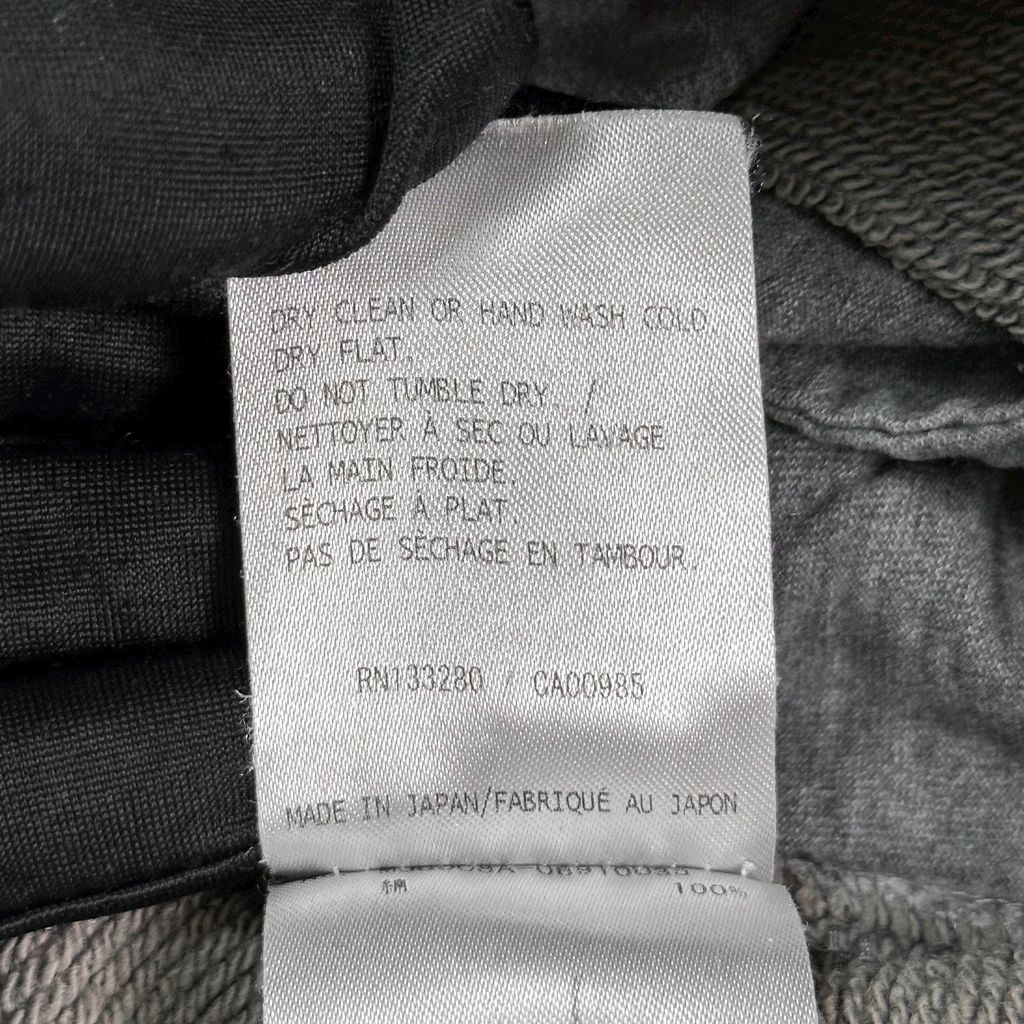 DRY CLEAN OR HAND WASH COLD
DRY FLAT.
DO NOT TUMBLE DRY. /
NETTOYER À SEC OU LAVAGE
LA MAIN FROIDE.
SÉCHAGE À PLAT.
PAS DE SÉCHAGE EN TAMBOUR.
RN133280 / CA00985
MADE IN JAPAN/FABRIQUÉ AU JAPON
綿 100%